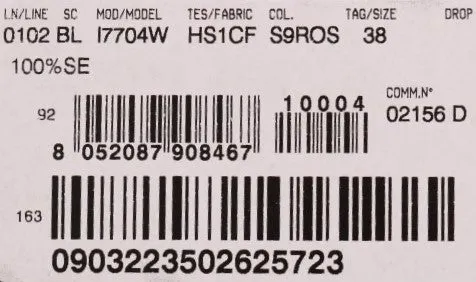 LN/LINE SC MOD/MODEL TES/FABRIC COL. TAG/SIZE DROP
0102 BL I7704W HS1CF S9ROS 38
100%SE
10004 COMM.N°
92 02156 D
8 052087 908467
163
0903223502625723